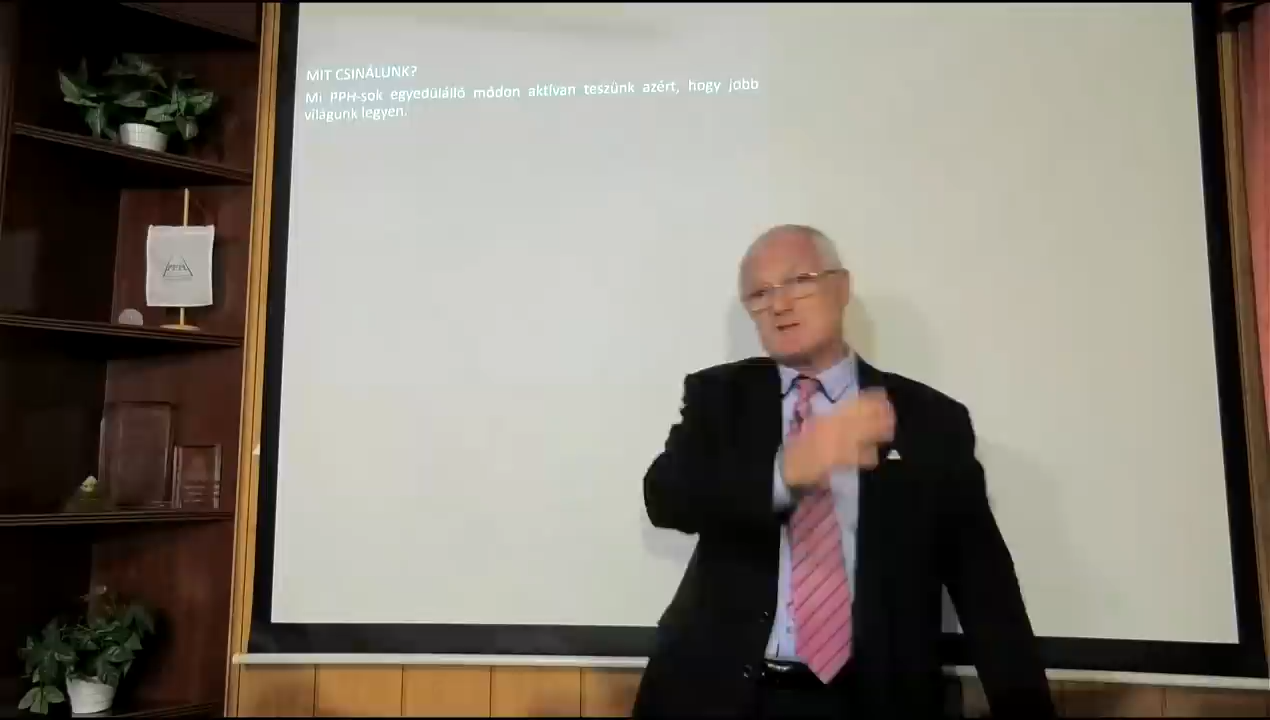 MIT CSINÁLUNK?
Mi PPH-sok egyedülálló módon aktívan teszünk azért, hogy jobb
világunk legyen.